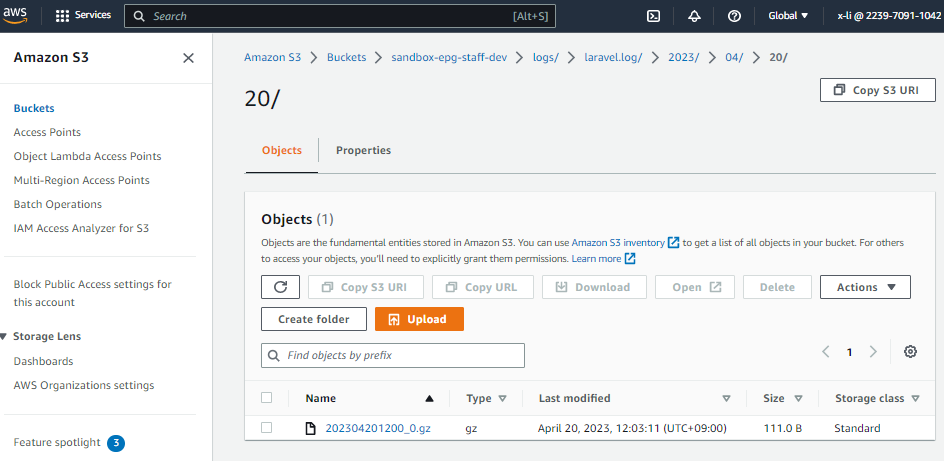 aws Services Search [Alt+S] Global x-li @ 2239-7091-1042
Amazon S3
Amazon S3 Buckets sandbox-epg-staff-dev logs/ laravel.log/ 2023/ 04/ 20/
20/
Copy S3 URI
Buckets
Access Points
Object Lambda Access Points
Multi-Region Access Points
Batch Operations
IAM Access Analyzer for S3
Block Public Access settings for
this account
Storage Lens
Dashboards
AWS Organizations settings
Feature spotlight 3
Objects Properties
Objects (1)
Objects are the fundamental entities stored in Amazon S3. You can use Amazon S3 inventory to get a list of all objects in your bucket. For others
to access your objects, you'll need to explicitly grant them permissions. Learn more
Copy S3 URI Copy URL Download Open Delete Actions
Create folder Upload
Find objects by prefix 1
Name Type Last modified Size Storage class
202304201200_0.gz gz April 20, 2023, 12:03:11 (UTC+09:00) 111.0 B Standard